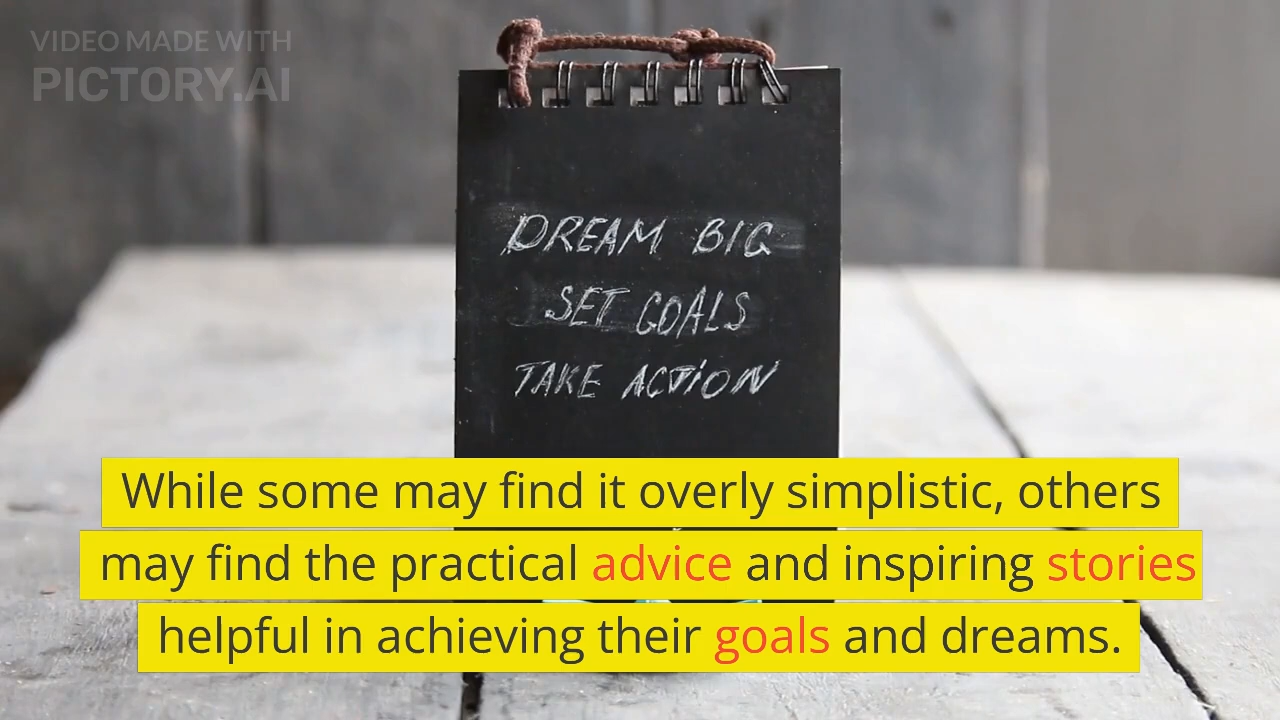 VIDEO MADE WITH
PICTORY.AI
DREAM BIG
SET GOALS
TAKE ACTION
While some may find it overly simplistic, others
may find the practical advice and inspiring stories
helpful in achieving their goals and dreams.